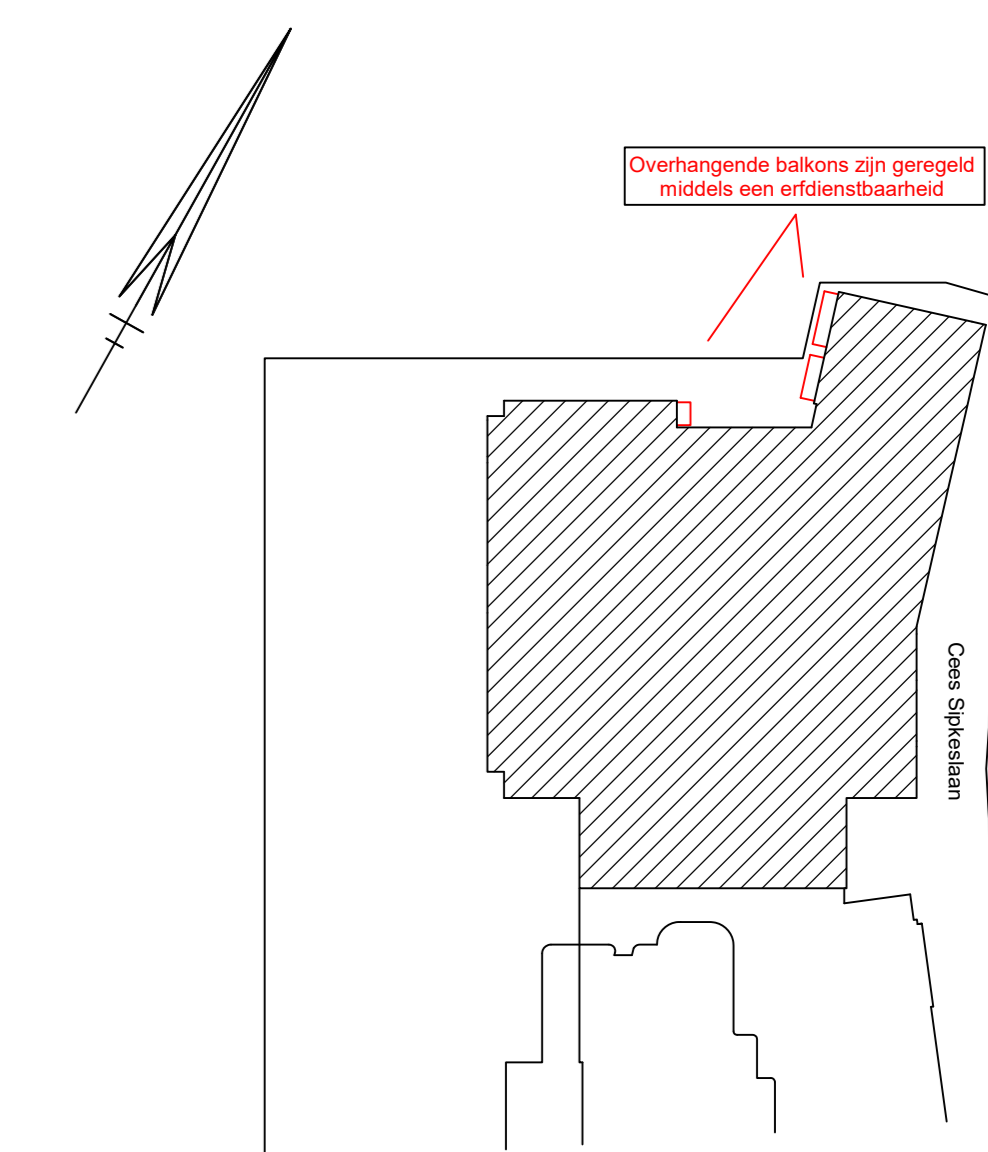 Overhangende balkons zijn geregeld
middels een erfdienstbaarheid
Cees Sipkeslaan